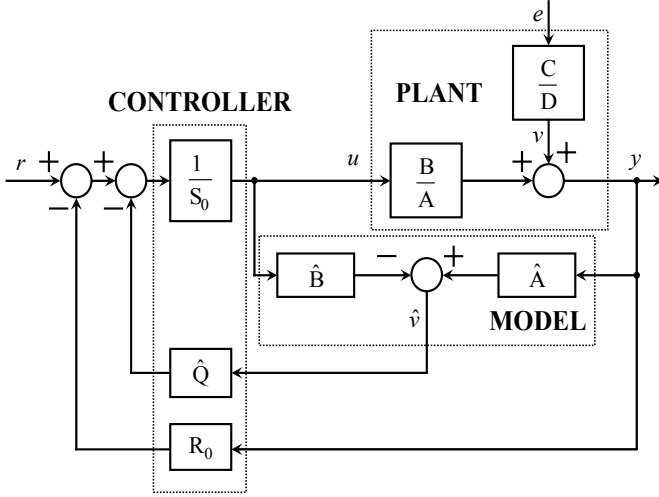 e
C
D
PLANT
CONTROLLER
v
r + + − − 1 S₀ u B A + + y
B̂ − + Â
v̂ MODEL
Q̂
R₀